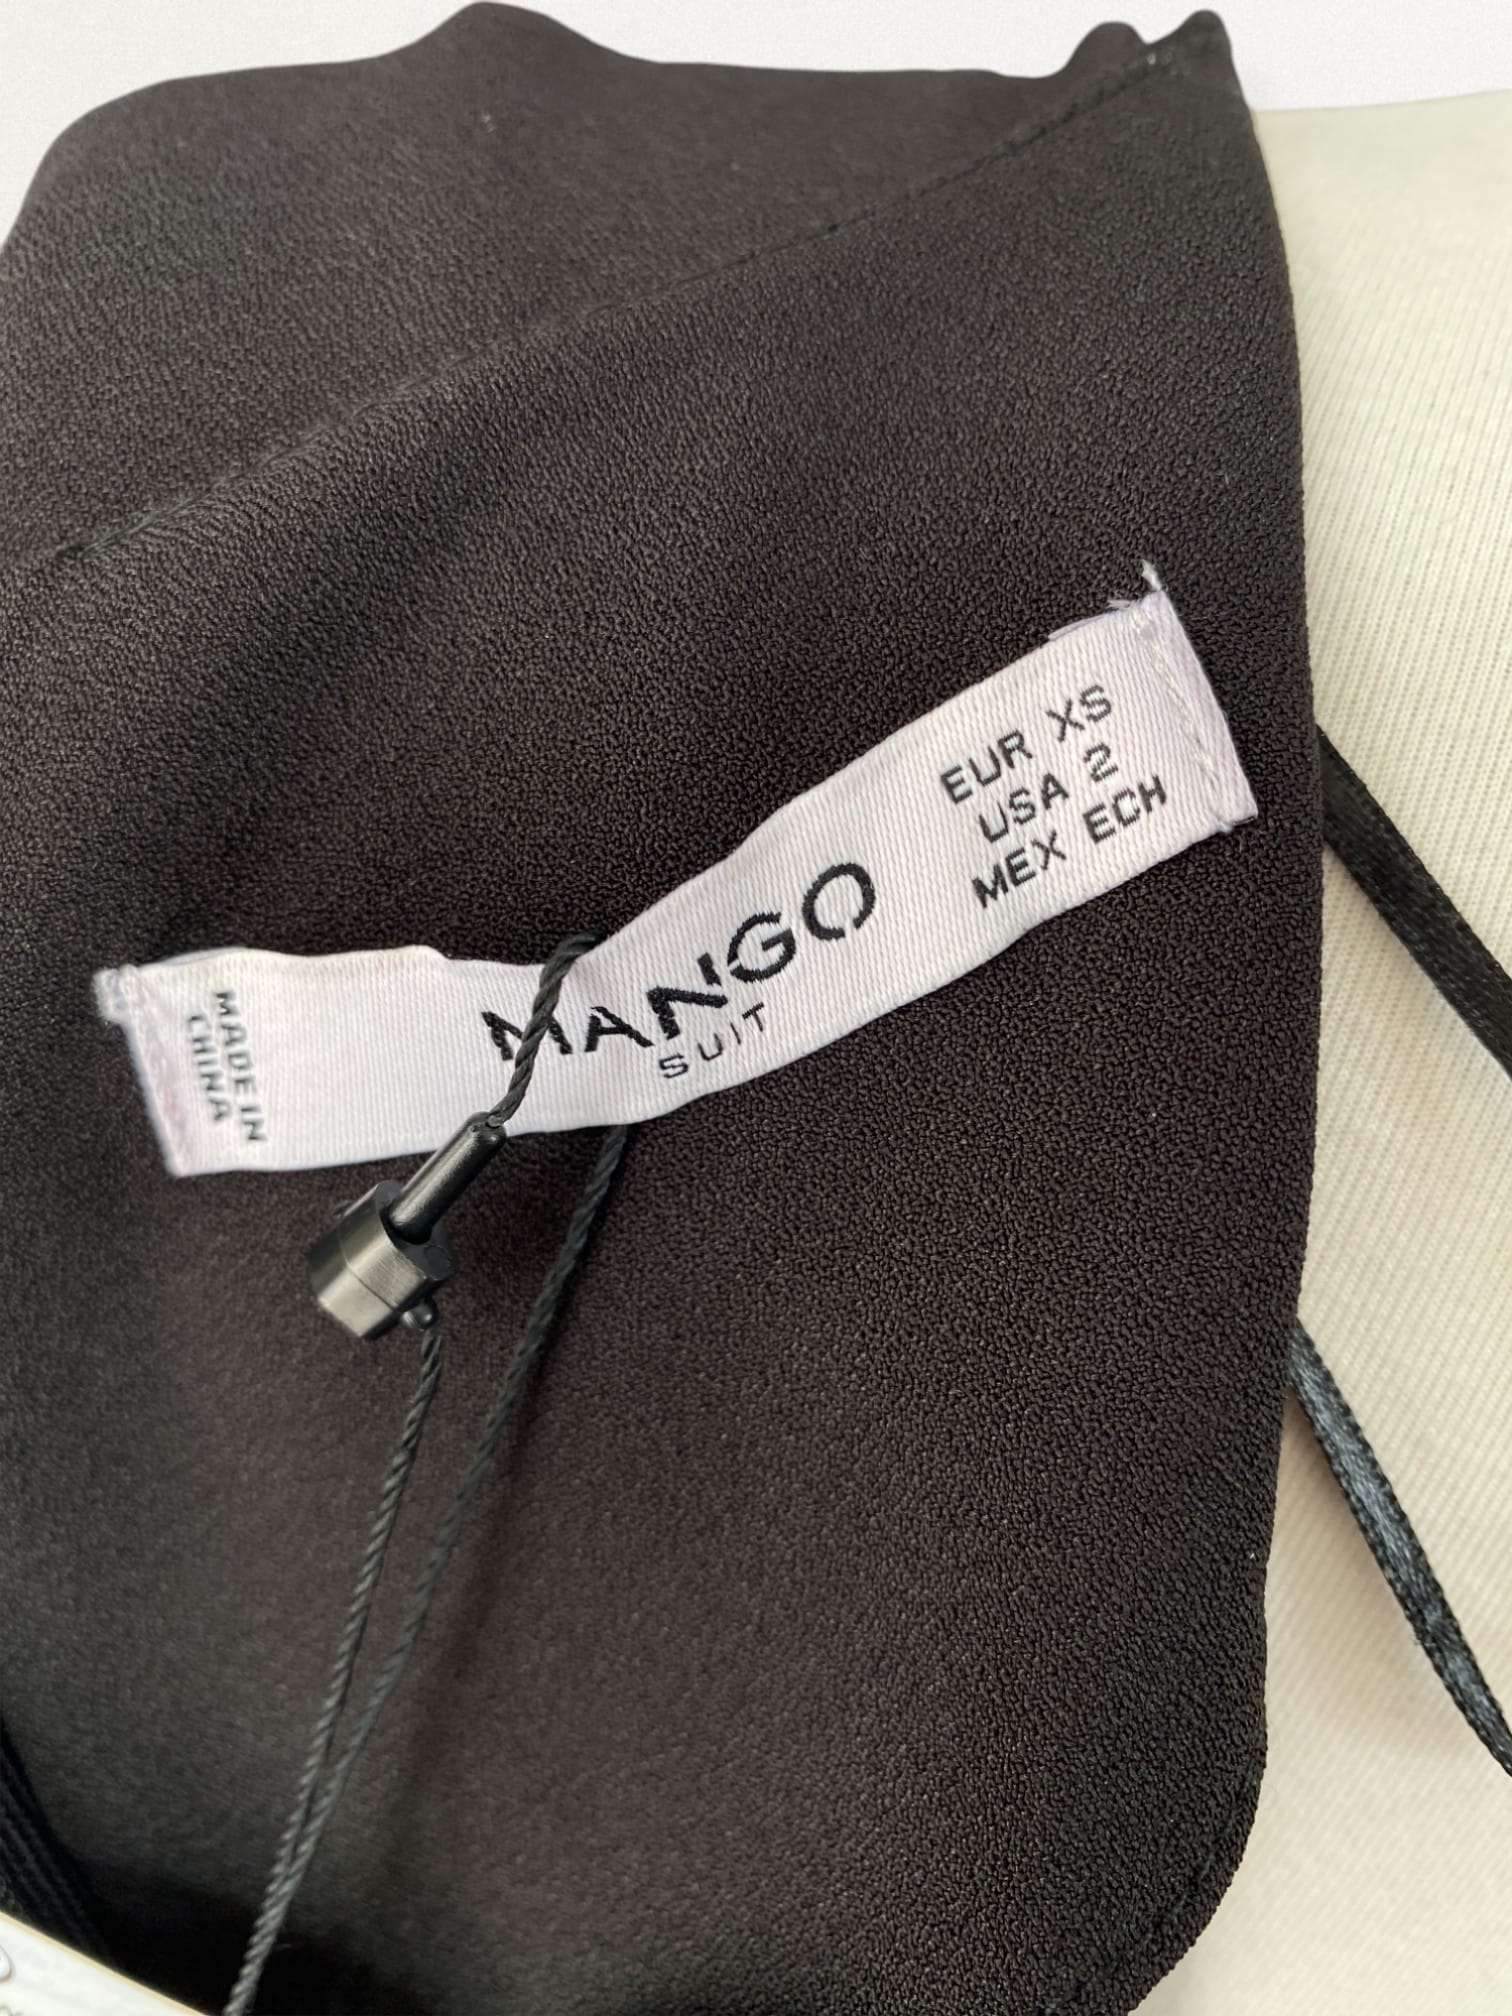 MADE IN
CHINA
MANGO
SUIT
EUR XS
USA 2
MEX ECH